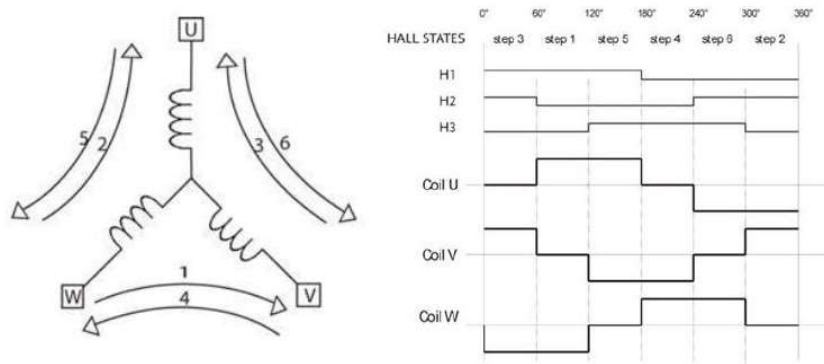 U
5
2
3
6
1
4
W
V
0°
60°
120°
180°
240°
300°
360°
HALL STATES
step 3
step 1
step 5
step 4
step 6
step 2
H1
H2
H3
Coil U
Coil V
Coil W